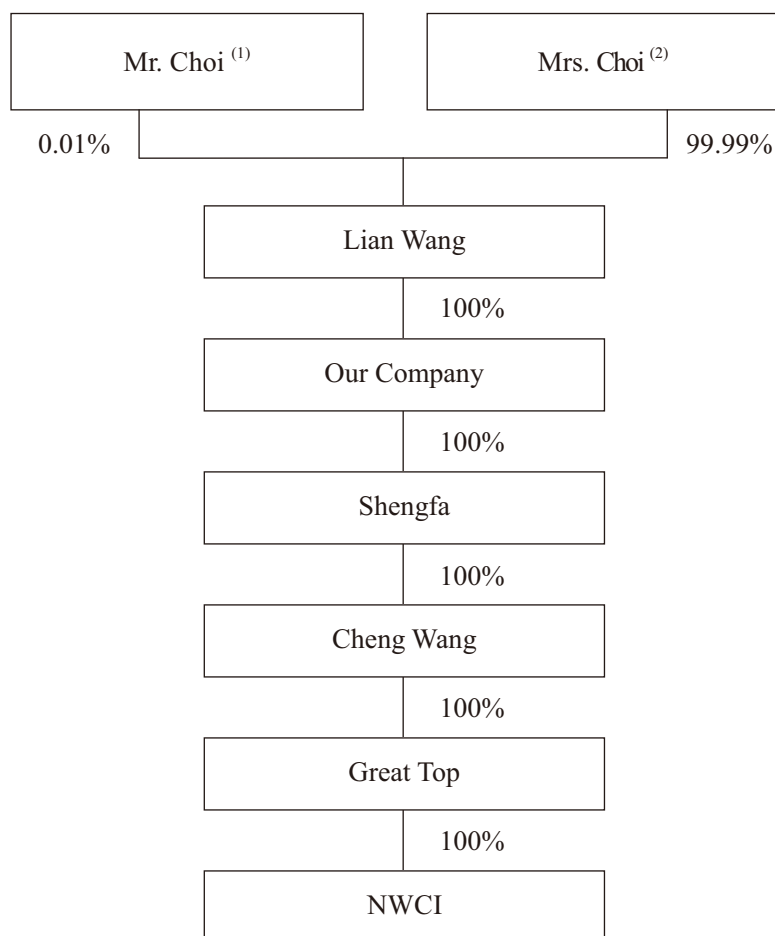 Mr. Choi (1)
Mrs. Choi (2)
0.01%
99.99%
Lian Wang
100%
Our Company
100%
Shengfa
100%
Cheng Wang
100%
Great Top
100%
NWCI